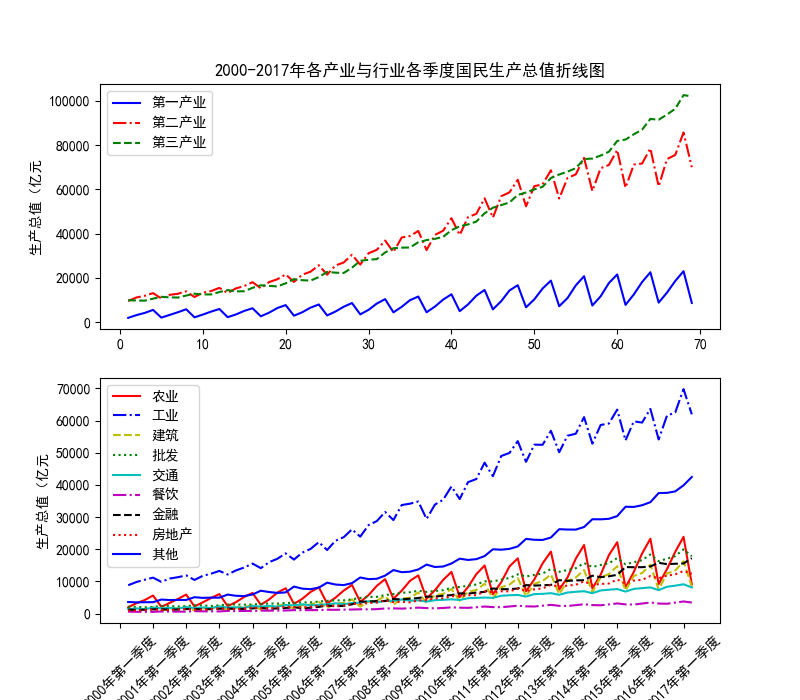 2000-2017年各产业与行业各季度国民生产总值折线图
生产总值（亿元
100000
80000
60000
40000
20000
0
第一产业
第二产业
第三产业
0 10 20 30 40 50 60 70
生产总值（亿元
70000
60000
50000
40000
30000
20000
10000
0
农业
工业
建筑
批发
交通
餐饮
金融
房地产
其他
000年第一季度
2001年第一季度
2002年第一季度
2003年第一季度
2004年第一季度
2005年第一季度
2006年第一季度
2007年第一季度
2008年第一季度
2009年第一季度
2010年第一季度
2011年第一季度
2012年第一季度
2013年第一季度
2014年第一季度
2015年第一季度
2016年第一季度
2017年第一季度